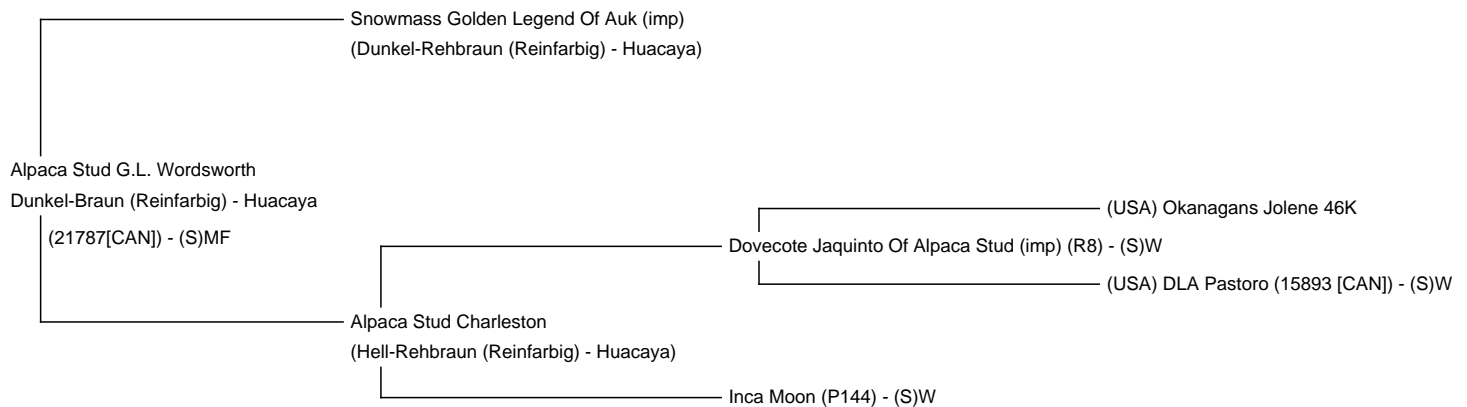 Snowmass Golden Legend Of Auk (imp)
(Dunkel-Rehbraun (Reinfarbig) - Huacaya)
Alpaca Stud G.L. Wordsworth
Dunkel-Braun (Reinfarbig) - Huacaya
(21787[CAN]) - (S)MF
(USA) Okanagans Jolene 46K
Dovecote Jaquinto Of Alpaca Stud (imp) (R8) - (S)W
(USA) DLA Pastoro (15893 [CAN]) - (S)W
Alpaca Stud Charleston
(Hell-Rehbraun (Reinfarbig) - Huacaya)
Inca Moon (P144) - (S)W